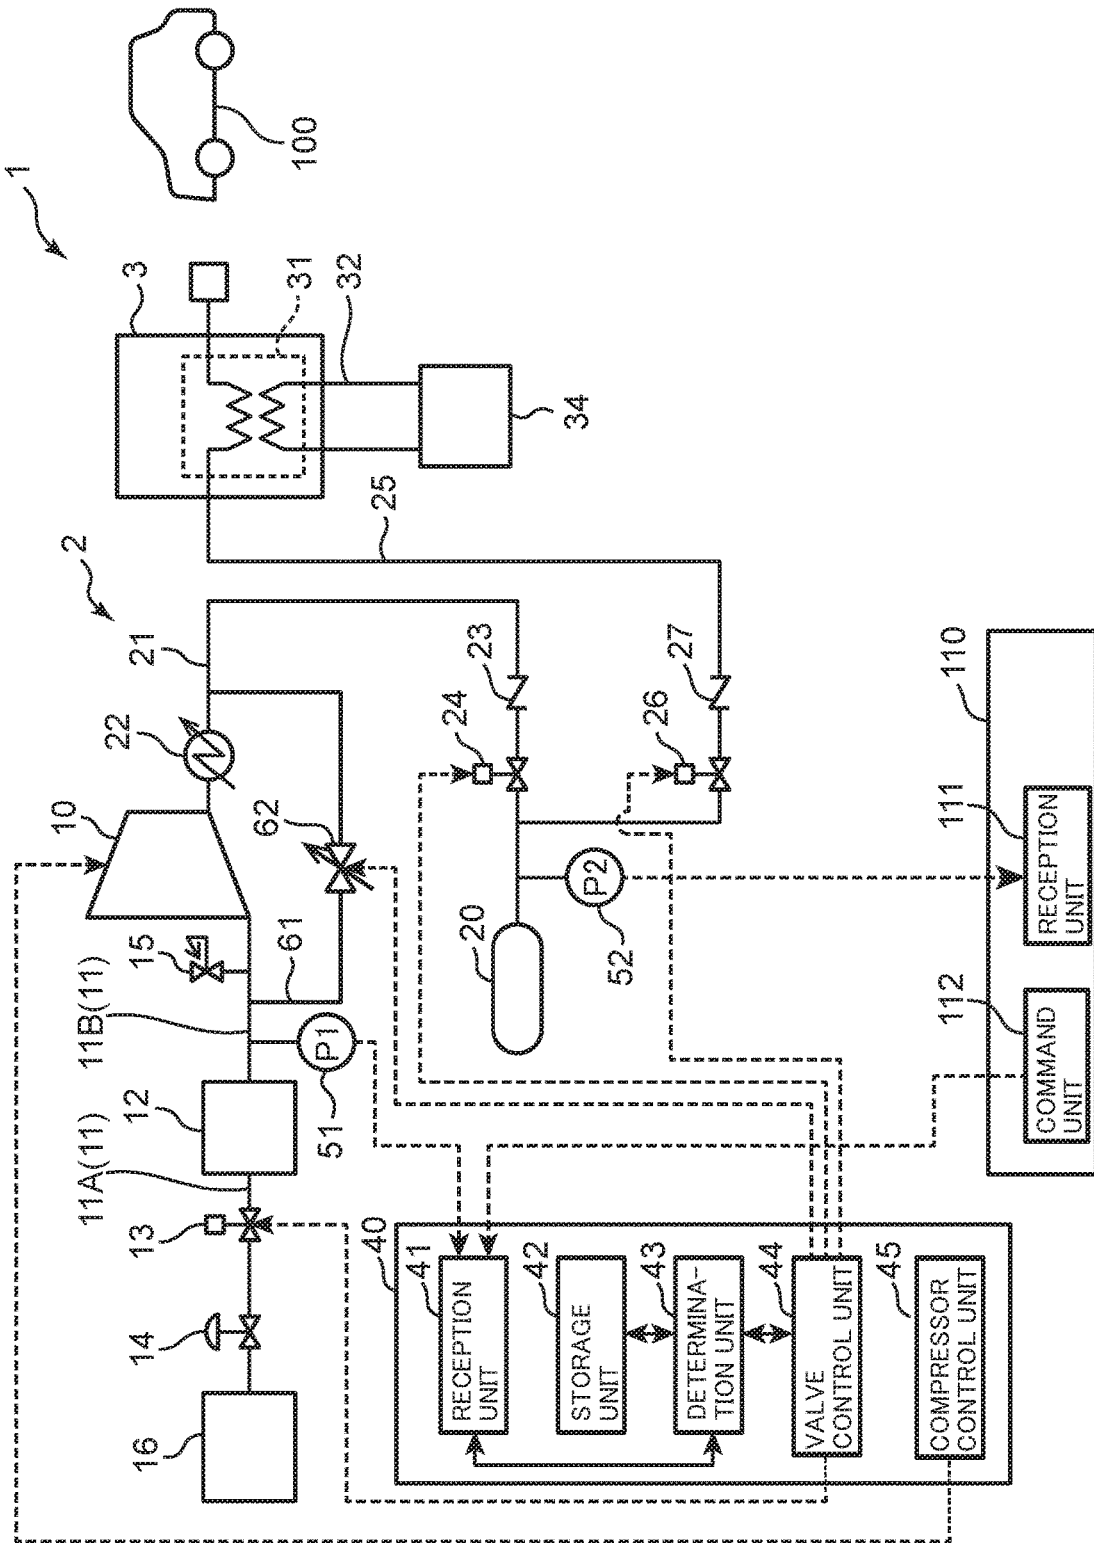 1
100
3
31
32
34
2
25
21
22
23
24
27
26
10
62
15
61
11B(11)
20
P2
52
110
111
RECEPTION
UNIT
12
P1
51
112
COMMAND
UNIT
11A(11)
13
14
16
40
41
RECEPTION
UNIT
42
STORAGE
UNIT
43
DETERMINA-
TION UNIT
44
VALVE
CONTROL UNIT
45
COMPRESSOR
CONTROL UNIT